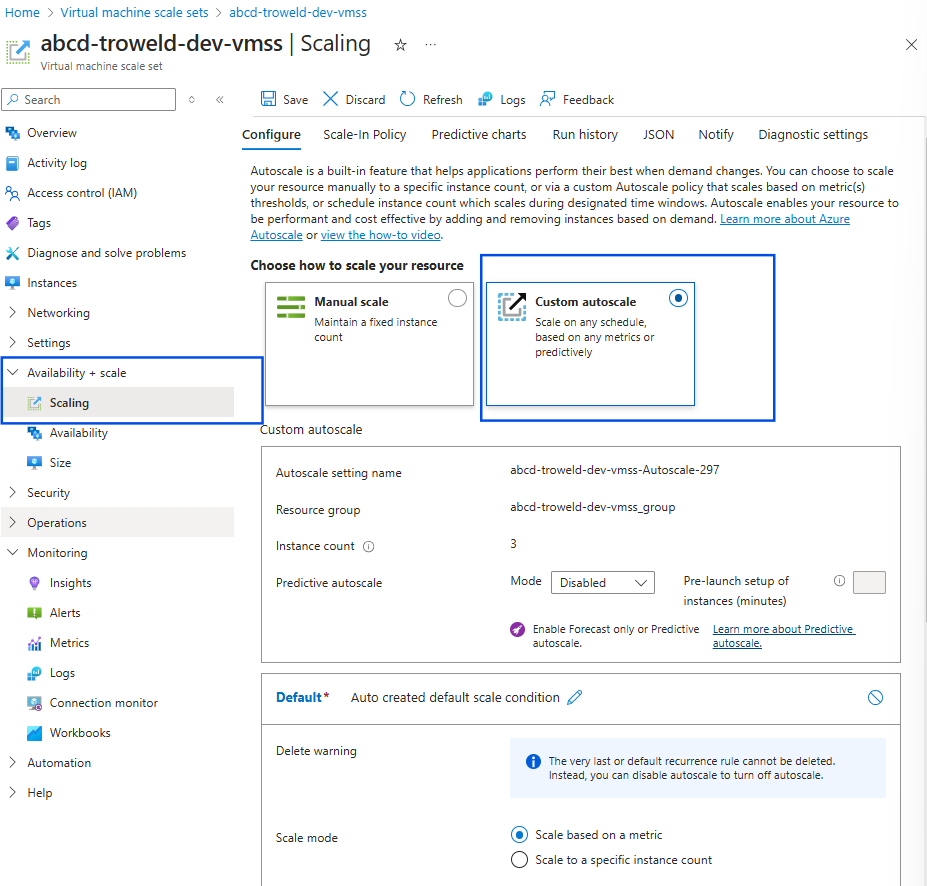 Home > Virtual machine scale sets > abcd-troweld-dev-vmss
abcd-troweld-dev-vmss | Scaling
Virtual machine scale set
Search
Overview
Activity log
Access control (IAM)
Tags
Diagnose and solve problems
Instances
Networking
Settings
Availability + scale
Scaling
Availability
Size
Security
Operations
Monitoring
Insights
Alerts
Metrics
Logs
Connection monitor
Workbooks
Automation
Help
Save Discard Refresh Logs Feedback
Configure Scale-In Policy Predictive charts Run history JSON Notify Diagnostic settings
Autoscale is a built-in feature that helps applications perform their best when demand changes. You can choose to scale
your resource manually to a specific instance count, or via a custom Autoscale policy that scales based on metric(s)
thresholds, or schedule instance count which scales during designated time windows. Autoscale enables your resource to
be performant and cost effective by adding and removing instances based on demand. Learn more about Azure
Autoscale or view the how-to video.
Choose how to scale your resource
Manual scale
Maintain a fixed instance
count
Custom autoscale
Scale on any schedule,
based on any metrics or
predictively
Custom autoscale
Autoscale setting name abcd-troweld-dev-vmss-Autoscale-297
Resource group abcd-troweld-dev-vmss_group
Instance count 3
Predictive autoscale Mode Disabled Pre-launch setup of
instances (minutes)
Enable Forecast only or Predictive
autoscale.
Learn more about Predictive
autoscale.
Default* Auto created default scale condition
Delete warning
The very last or default recurrence rule cannot be deleted.
Instead, you can disable autoscale to turn off autoscale.
Scale mode
Scale based on a metric
Scale to a specific instance count